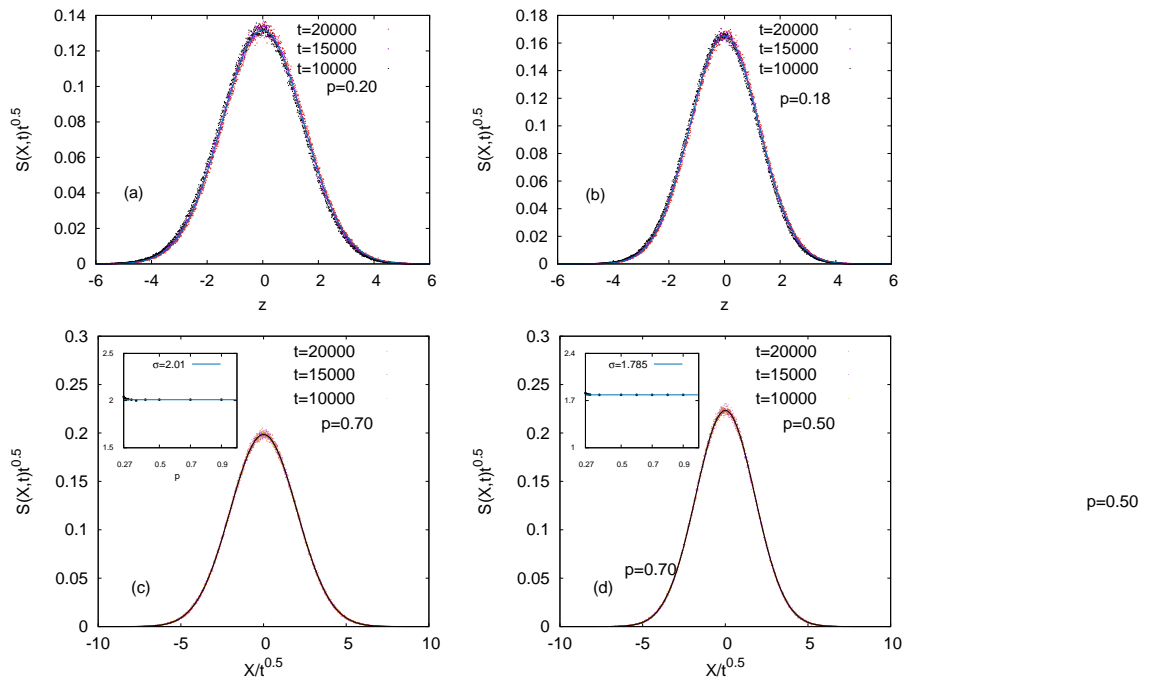 0.14
0.12
0.1
0.08
0.06
0.04
0.02
0
-6
-4
-2
0
2
4
6
S(X,t)t^0.5
z
t=20000
t=15000
t=10000
p=0.20
(a)
0.18
0.16
0.14
0.12
0.1
0.08
0.06
0.04
0.02
0
-6
-4
-2
0
2
4
6
S(X,t)t^0.5
z
t=20000
t=15000
t=10000
p=0.18
(b)
0.3
0.25
0.2
0.15
0.1
0.05
0
-10
-5
0
5
10
S(X,t)t^0.5
X/t^0.5
t=20000
t=15000
t=10000
p=0.70
(c)
2.5
2
1.5
0.27
0.5
0.7
0.9
p
σ=2.01
0.3
0.25
0.2
0.15
0.1
0.05
0
-10
-5
0
5
10
S(X,t)t^0.5
X/t^0.5
t=20000
t=15000
t=10000
p=0.50
p=0.70
(d)
2.4
1.7
1
0.27
0.5
0.6
0.7
0.8
0.9
σ=1.785
p=0.50